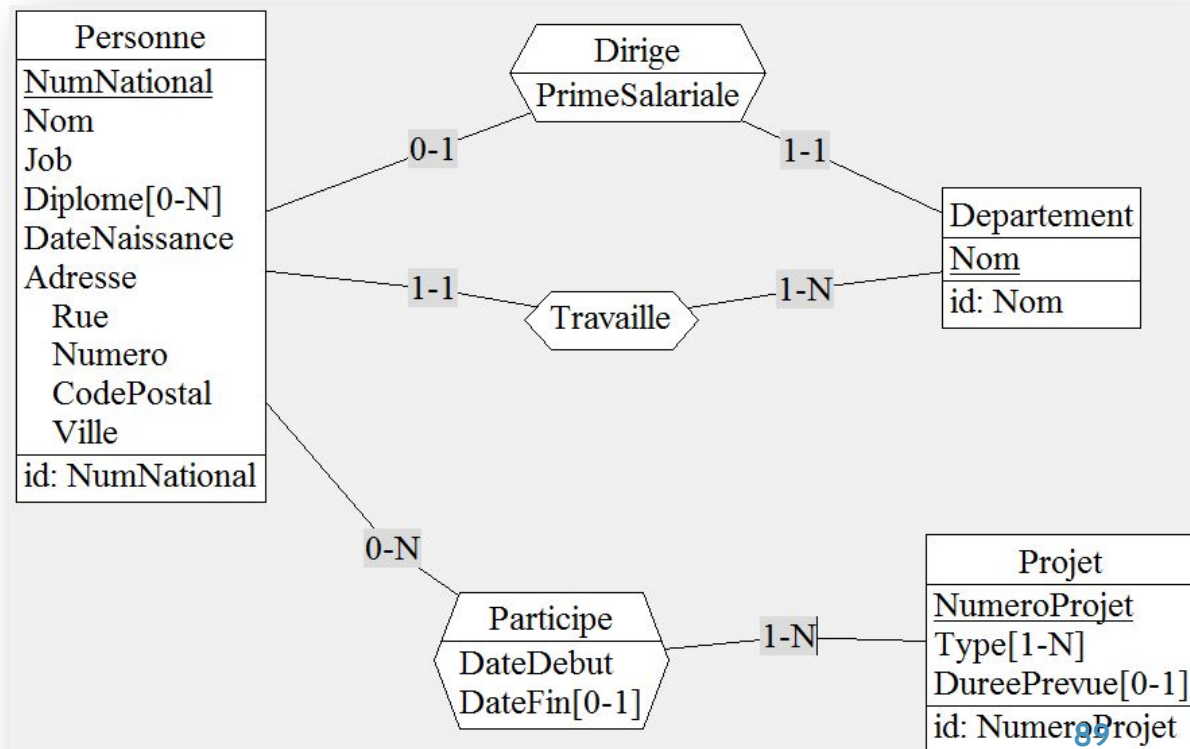 Personne
NumNational
Nom
Job
Diplome[0-N]
DateNaissance
Adresse
Rue
Numero
CodePostal
Ville
id: NumNational
Dirige
PrimeSalariale
0-1
1-1
Departement
Nom
id: Nom
1-1
Travaille
1-N
0-N
Participe
DateDebut
DateFin[0-1]
1-N
Projet
NumeroProjet
Type[1-N]
DureePrevue[0-1]
id: NumeroProjet
89